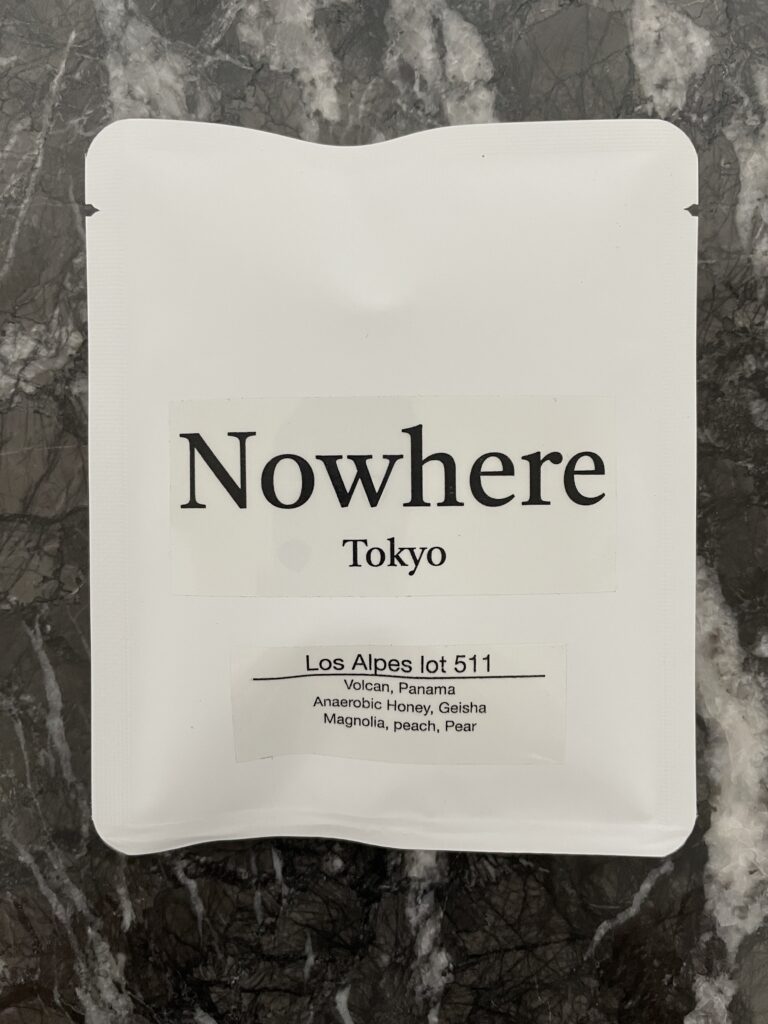 Nowhere
Tokyo
Los Alpes lot 511
Volcan, Panama
Anaerobic Honey, Geisha
Magnolia, peach, Pear